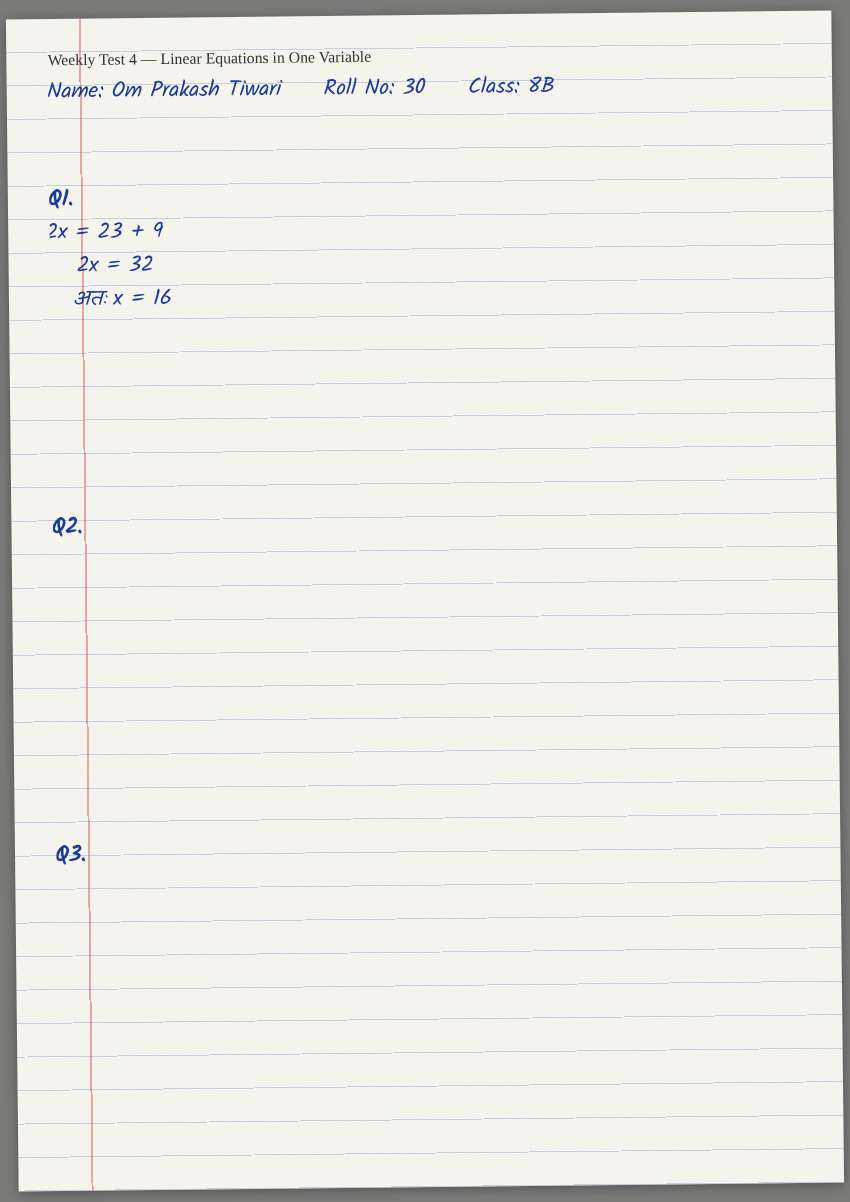 Weekly Test 4 — Linear Equations in One Variable
Name: Om Prakash Tiwari Roll No: 30 Class: 8B
Q1.
2x = 23 + 9
2x = 32
अतः x = 16
Q2.
Q3.